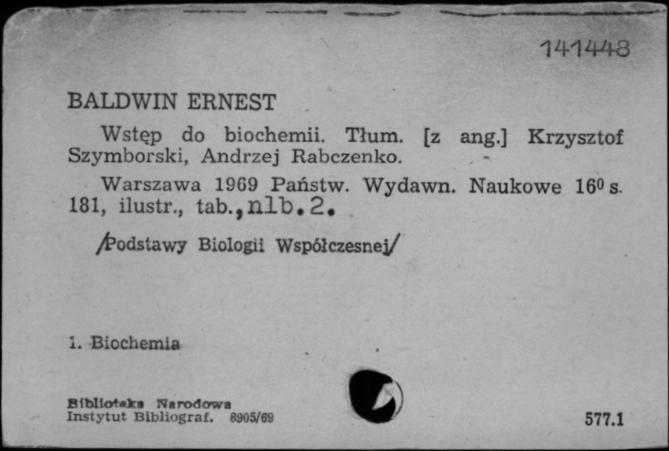 141448
BALDWIN ERNEST
Wstęp do biochemii. Tłum. [z ang.] Krzysztof
Szymborski, Andrzej Rabczenko.
Warszawa 1969 Państw. Wydawn. Naukowe 16⁰ s.
181, ilustr., tab., nlb. 2.
/Podstawy Biologii Współczesnej/
1. Biochemia
Biblioteka Narodowa
Instytut Bibliograf. 8905/69
577.1